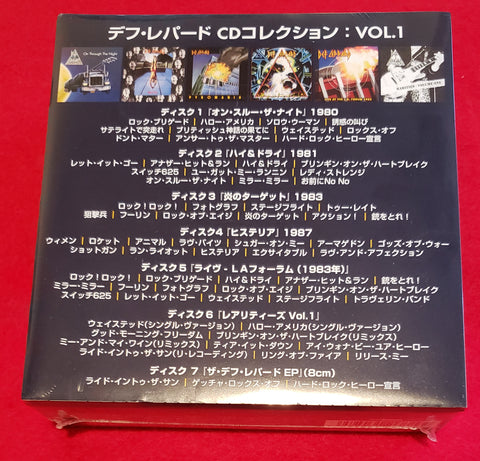 デフ・レパード CDコレクション：VOL.1
On Through The Night
PYROMANIA
ディスク1『オン・スルー・ザ・ナイト』1980
ロック・ブリゲード | ハロー・アメリカ | ソロウ・ウーマン | 誘惑の叫び
サテライトで突走れ | ブリティッシュ神話の果てに | ウェイステッド | ロックス・オフ
ドント・マター | アンサー・トゥ・ザ・マスター | ハード・ロック・ヒーロー宣言
ディスク2『ハイ&ドライ』1981
レット・イット・ゴー | アナザー・ヒット&ラン | ハイ&ドライ | ブリンギン・オン・ザ・ハートブレイク
スイッチ625 | ユー・ガット・ミー・ランニン | レディ・ストレンジ
オン・スルー・ザ・ナイト | ミラー・ミラー | お前にNo No
ディスク3『炎のターゲット』1983
ロック！ロック！ | フォトグラフ | ステージフライト | トゥー・レイト
狙撃兵 | フーリン | ロック・オブ・エイジ | 炎のターゲット | アクション！ | 銃をとれ！
ディスク4『ヒステリア』1987
ウィメン | ロケット | アニマル | ラヴ・バイツ | シュガー・オン・ミー | アーマゲドン | ゴッズ・オブ・ウォー
ショットガン | ラン・ライオット | ヒステリア | エクサイタブル | ラヴ・アンド・アフェクション
ディスク5『ライヴ・LAフォーラム（1983年）』
ロック！ロック！ | ロック・ブリゲード | ハイ&ドライ | アナザー・ヒット&ラン | 銃をとれ！
ミラー・ミラー | フーリン | フォトグラフ | ロック・オブ・エイジ | ブリンギン・オン・ザ・ハートブレイク
スイッチ625 | レット・イット・ゴー | ウェイステッド | ステージフライト | トラヴェリン・バンド
ディスク6『レアリティーズ Vol.1』
ウェイステッド（シングル・ヴァージョン） | ハロー・アメリカ（シングル・ヴァージョン）
グッド・モーニング・フリーダム | ブリンギン・オン・ザ・ハートブレイク（リミックス）
ミー・アンド・マイ・ワイン（リミックス） | ティア・イット・ダウン | アイ・ウォナ・ビー・ユア・ヒーロー
ライド・イントゥ・ザ・サン（リ・レコーディング） | リング・オブ・ファイア | リリース・ミー
ディスク 7『ザ・デフ・レパード EP』（8cm）
ライド・イントゥ・ザ・サン | ゲッチャ・ロックス・オフ | ハード・ロック・ヒーロー宣言